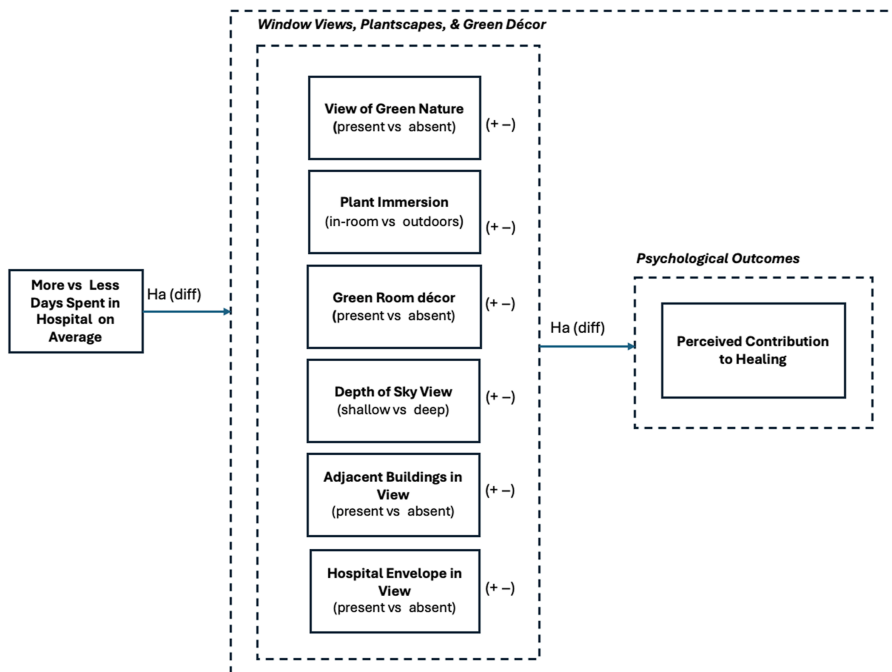 Window Views, Plantscapes, & Green Décor
View of Green Nature
(present vs absent)
(+ –)
Plant Immersion
(in-room vs outdoors)
(+ –)
Green Room décor
(present vs absent)
(+ –)
Depth of Sky View
(shallow vs deep)
(+ –)
Adjacent Buildings in
View
(present vs absent)
(+ –)
Hospital Envelope in
View
(present vs absent)
(+ –)
More vs Less
Days Spent in
Hospital on
Average
Ha (diff)
Ha (diff)
Psychological Outcomes
Perceived Contribution
to Healing